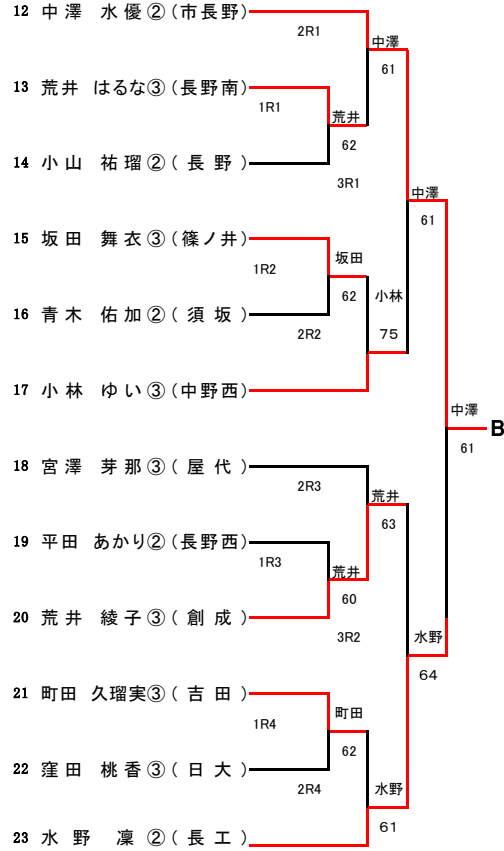 12 中澤 水優②(市長野)
2R1
中澤
61
13 荒井 はるな③(長野南)
1R1
荒井
62
14 小山 祐瑠②(長野)
3R1
中澤
61
15 坂田 舞衣③(篠ノ井)
1R2
坂田
62
小林
16 青木 佑加②(須坂)
2R2
75
17 小林 ゆい③(中野西)
中澤
B
61
18 宮澤 芽那③(屋代)
2R3
荒井
63
19 平田 あかり②(長野西)
1R3
荒井
60
20 荒井 綾子③(創成)
3R2
水野
64
21 町田 久瑠実③(吉田)
1R4
町田
62
22 窪田 桃香③(日大)
2R4
水野
61
23 水野 凜②(長工)